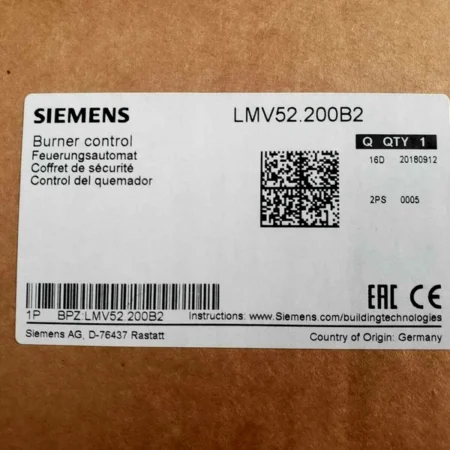 SIEMENS
LMV52.200B2
Burner control
Feuerungsautomat
Coffret de sécurité
Control del quemador
Q QTY 1
16D 20180912
2PS 0005
EAC CE
1P BPZ:LMV52.200B2
Instructions: www.Siemens.com/buildingtechnologies
Siemens AG, D-76437 Rastatt
Country of Origin: Germany